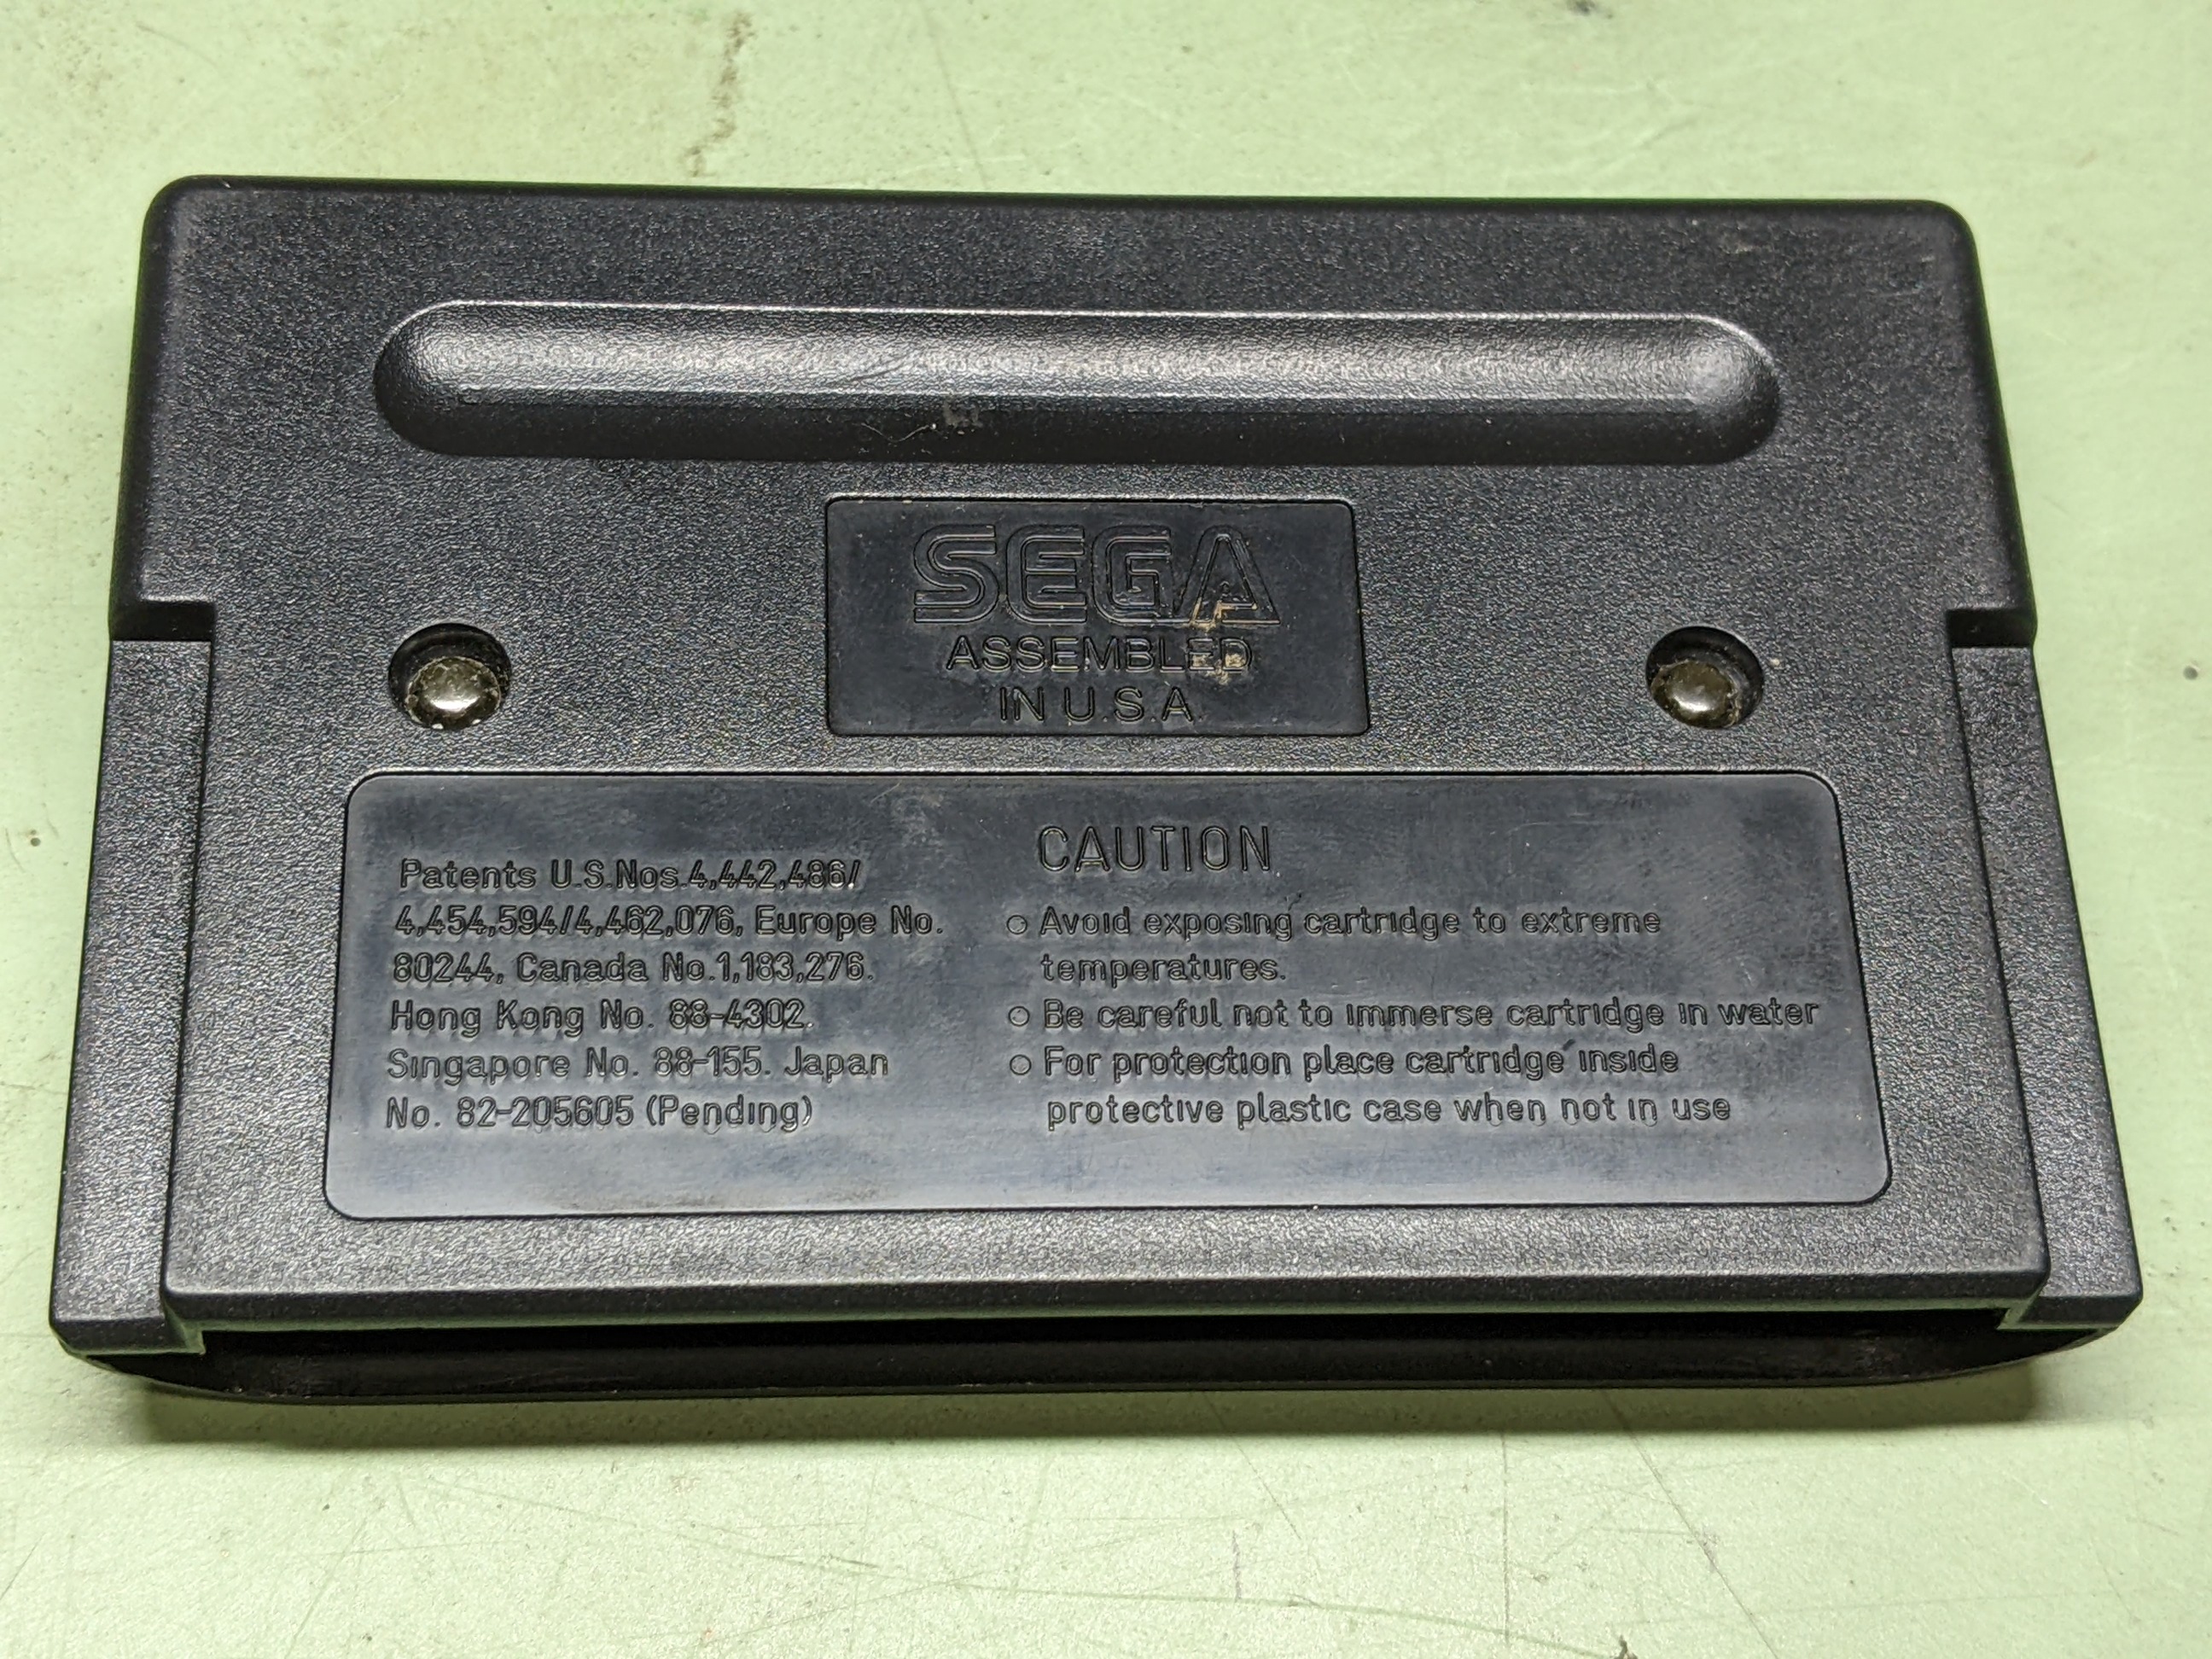 SEGA
ASSEMBLED
IN U.S.A.
Patents U.S.Nos.4,442,486/
4,454,594/4,462,076, Europe No.
80244, Canada No.1,183,276.
Hong Kong No. 88-4302.
Singapore No. 88-155. Japan
No. 82-205605 (Pending)
CAUTION
○ Avoid exposing cartridge to extreme
temperatures.
○ Be careful not to immerse cartridge in water
○ For protection place cartridge inside
protective plastic case when not in use